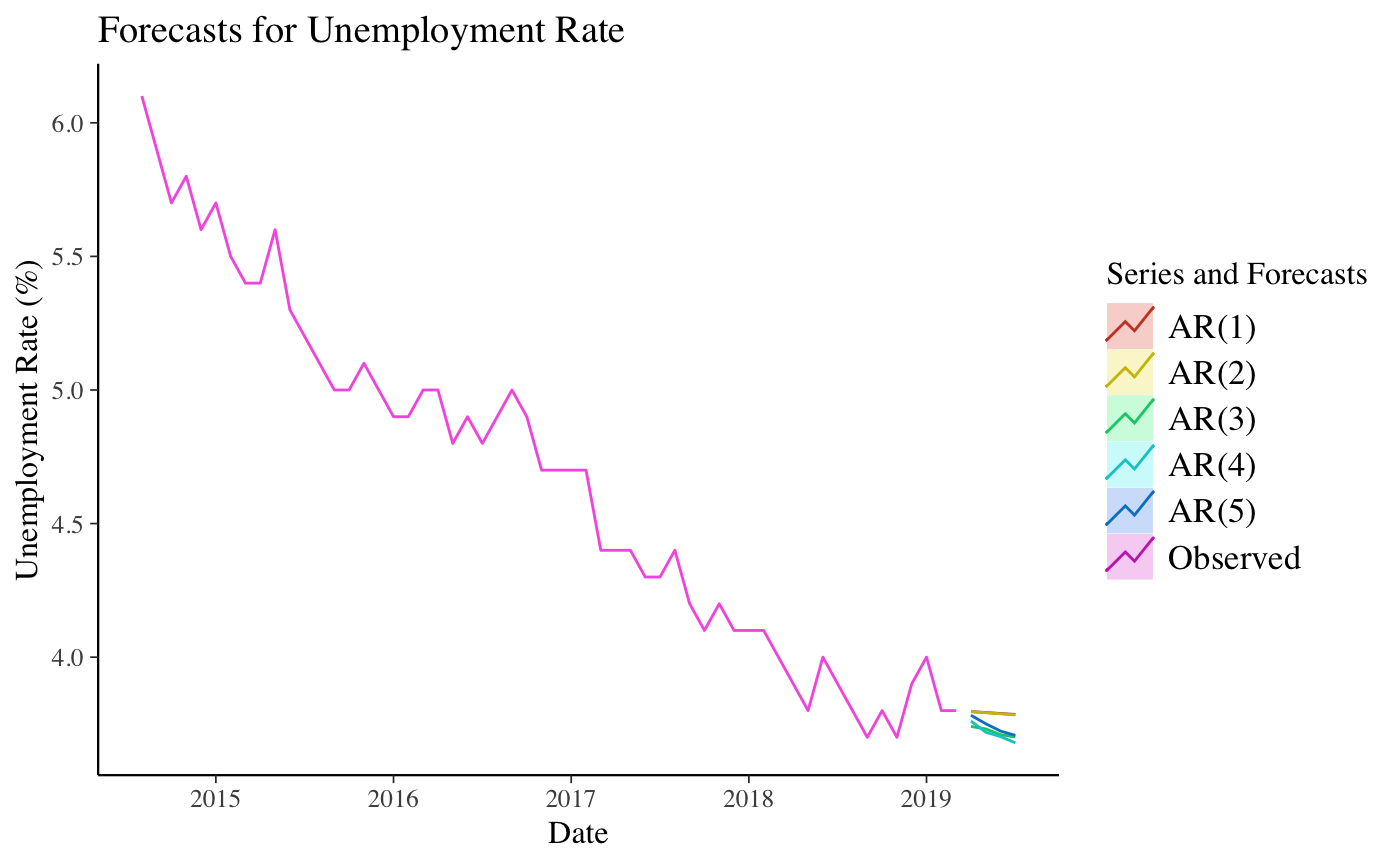 Forecasts for Unemployment Rate
Unemployment Rate (%)
6.0
5.5
5.0
4.5
4.0
2015
2016
2017
2018
2019
Date
Series and Forecasts
AR(1)
AR(2)
AR(3)
AR(4)
AR(5)
Observed